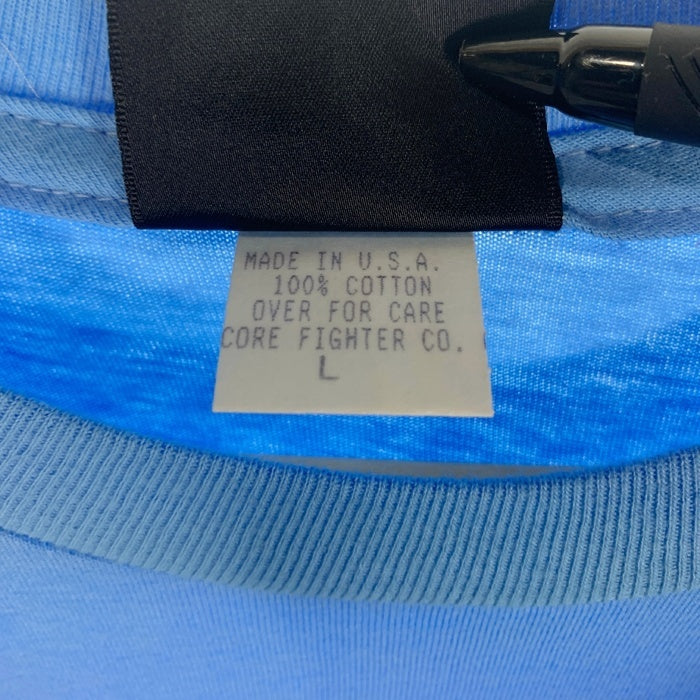 MADE IN U.S.A.
100% COTTON
OVER FOR CARE
CORE FIGHTER CO.
L